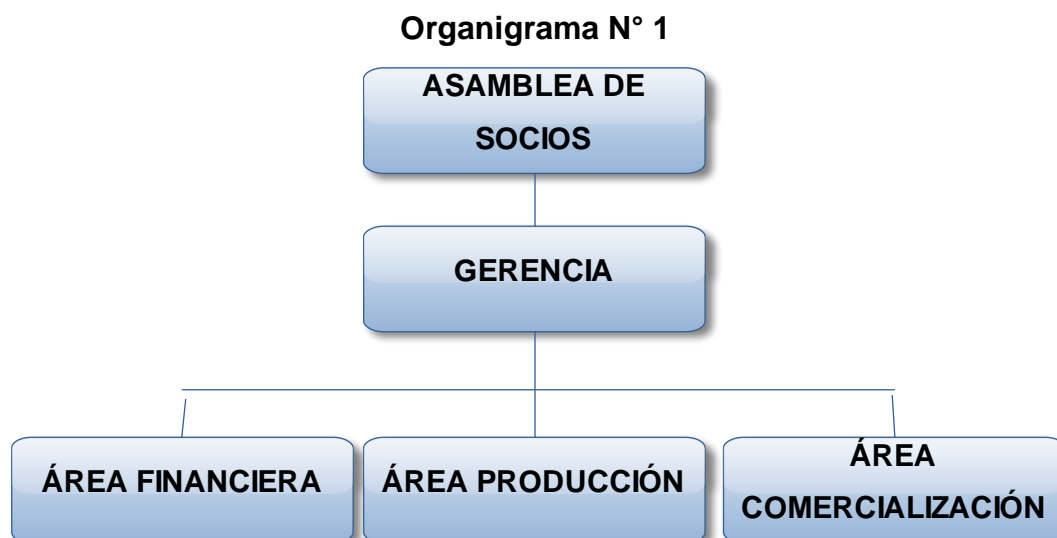 Organigrama N° 1
ASAMBLEA DE
SOCIOS
GERENCIA
ÁREA FINANCIERA
ÁREA PRODUCCIÓN
ÁREA
COMERCIALIZACIÓN